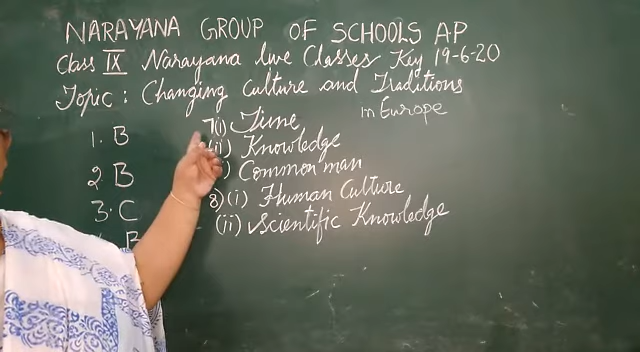 NARAYANA GROUP OF SCHOOLS A.P
Class IX Narayana live Classes Key 19-6-20
Topic : Changing Culture and Traditions
in Europe
1. B
2 B
3. C
B
7(i) Time
(ii) Knowledge
) Common man
8) (i) Human Culture
(ii) Scientific Knowledge